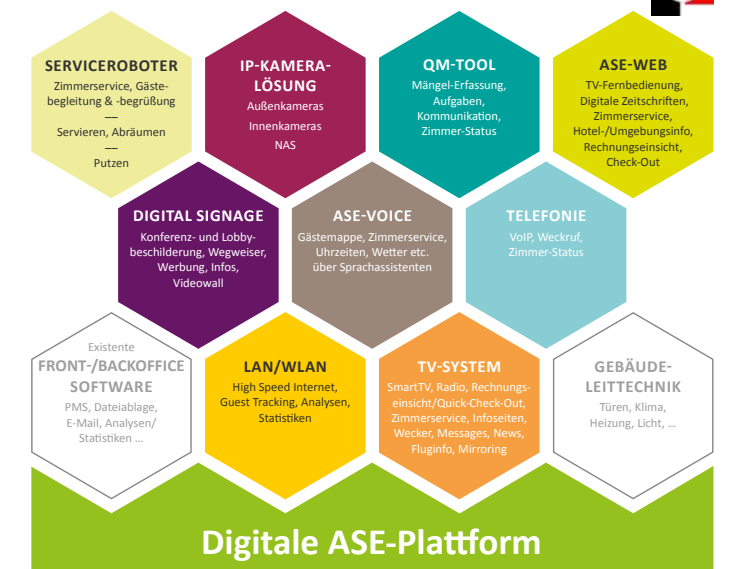 SERVICEROBOTER
Zimmerservice, Gäste-
begleitung & -begrüßung
—
Servieren, Abräumen
—
Putzen
IP-KAMERA-
LÖSUNG
Außenkameras
Innenkameras
NAS
QM-TOOL
Mängel-Erfassung,
Aufgaben,
Kommunikation,
Zimmer-Status
ASE-WEB
TV-Fernbedienung,
Digitale Zeitschriften,
Zimmerservice,
Hotel-/Umgebungsinfo,
Rechnungseinsicht,
Check-Out
DIGITAL SIGNAGE
Konferenz- und Lobby-
beschilderung, Wegweiser,
Werbung, Infos,
Videowall
ASE-VOICE
Gästemappe, Zimmerservice,
Uhrzeiten, Wetter etc.
über Sprachassistenten
TELEFONIE
VoIP, Weckruf,
Zimmer-Status
Existente
FRONT-/BACKOFFICE
SOFTWARE
PMS, Dateiablage,
E-Mail, Analysen/
Statistiken ...
LAN/WLAN
High Speed Internet,
Guest Tracking, Analysen,
Statistiken
TV-SYSTEM
SmartTV, Radio, Rechnungs-
einsicht/Quick-Check-Out,
Zimmerservice, Infoseiten,
Wecker, Messages, News,
Fluginfo, Mirroring
GEBÄUDE-
LEITTECHNIK
Türen, Klima,
Heizung, Licht, ...
Digitale ASE-Plattform